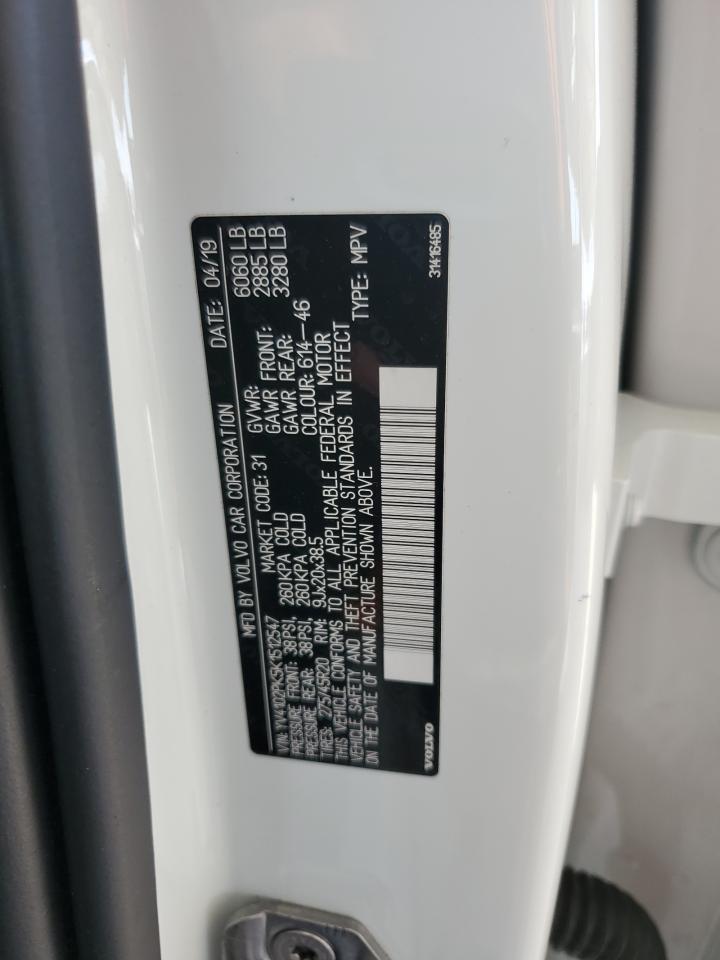 MFD BY VOLVO CAR CORPORATION DATE: 04/19
VIN: YV4102PK5K1512547 MARKET CODE: 31 GVWR: 6060 LB
PRESSURE FRONT: 38PSI, 260KPA COLD GAWR FRONT: 2885 LB
PRESSURE REAR: 38PSI, 260KPA COLD GAWR REAR: 3280 LB
TIRES: 275/45R20 RIM: 9Jx20x38.5 COLOUR: 614-46
THIS VEHICLE CONFORMS TO ALL APPLICABLE FEDERAL MOTOR
VEHICLE SAFETY AND THEFT PREVENTION STANDARDS IN EFFECT
ON THE DATE OF MANUFACTURE SHOWN ABOVE. TYPE: MPV
VOLVO 31416485